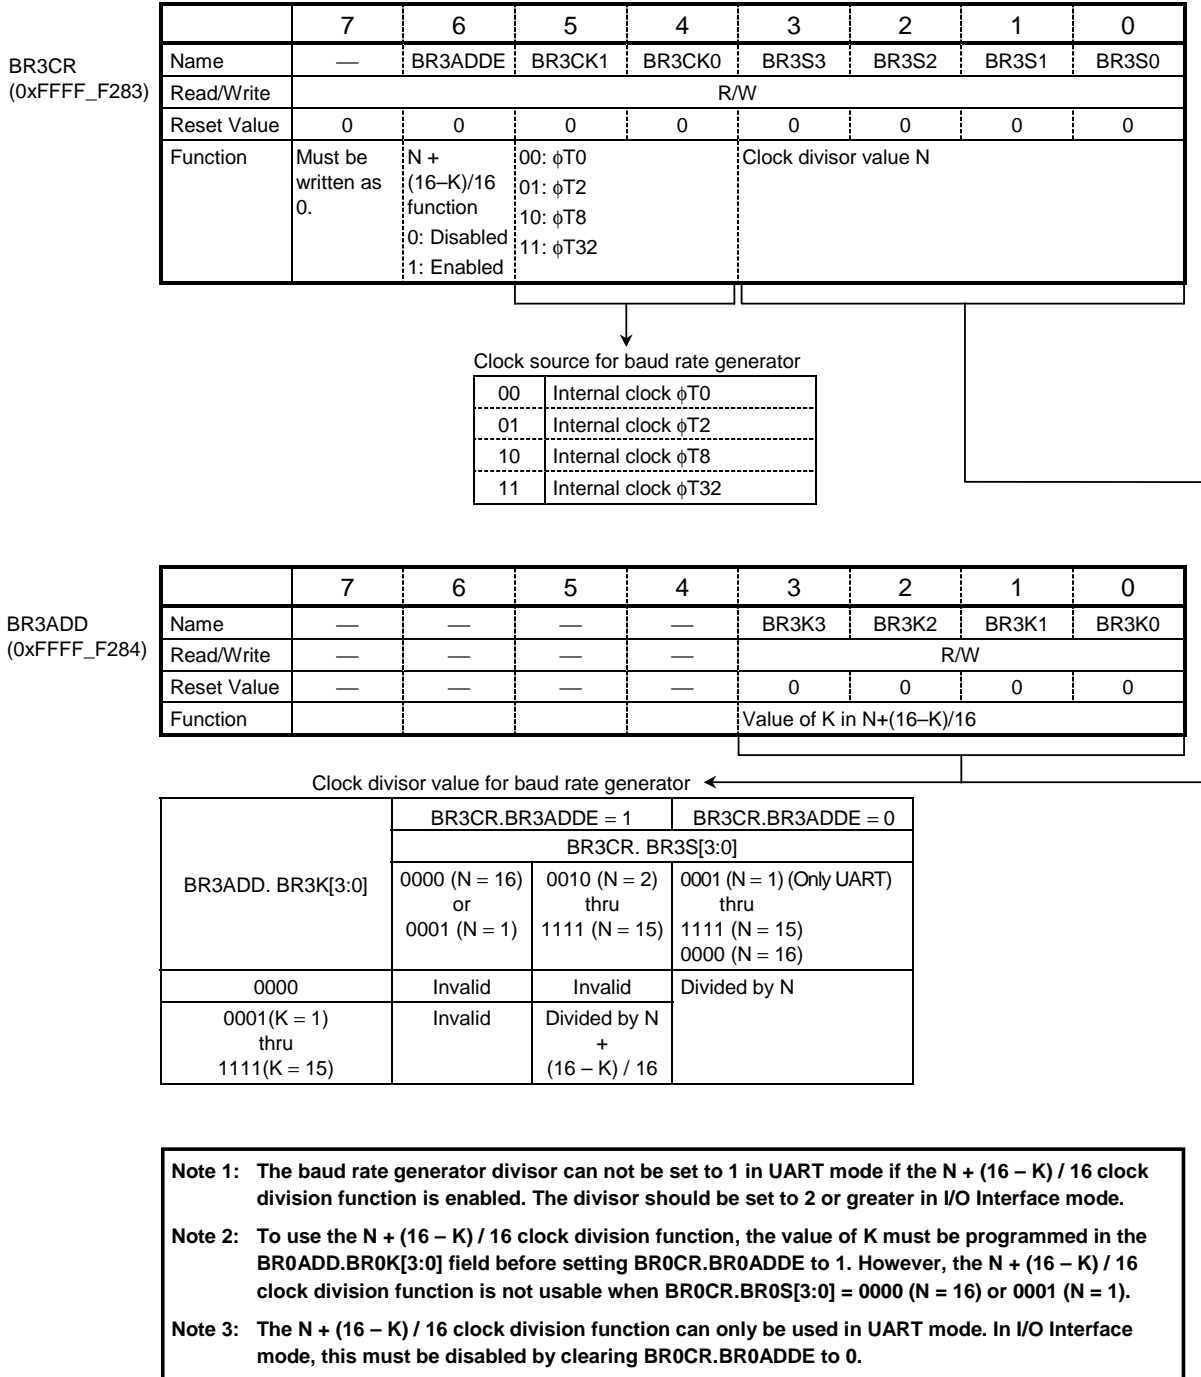 7 6 5 4 3 2 1 0
BR3CR
(0xFFFF_F283)
Name — BR3ADDE BR3CK1 BR3CK0 BR3S3 BR3S2 BR3S1 BR3S0
Read/Write R/W
Reset Value 0 0 0 0 0 0 0 0
Function
Must be
written as
0.
N +
(16–K)/16
function
0: Disabled
1: Enabled
00: ϕT0
01: ϕT2
10: ϕT8
11: ϕT32
Clock divisor value N
Clock source for baud rate generator
00 Internal clock ϕT0
01 Internal clock ϕT2
10 Internal clock ϕT8
11 Internal clock ϕT32
7 6 5 4 3 2 1 0
BR3ADD
(0xFFFF_F284)
Name — — — — BR3K3 BR3K2 BR3K1 BR3K0
Read/Write — — — — R/W
Reset Value — — — — 0 0 0 0
Function Value of K in N+(16–K)/16
Clock divisor value for baud rate generator
BR3ADD. BR3K[3:0]
BR3CR.BR3ADDE = 1 BR3CR.BR3ADDE = 0
BR3CR. BR3S[3:0]
0000 (N = 16)
or
0001 (N = 1)
0010 (N = 2)
thru
1111 (N = 15)
0001 (N = 1) (Only UART)
thru
1111 (N = 15)
0000 (N = 16)
0000 Invalid Invalid Divided by N
0001(K = 1)
thru
1111(K = 15)
Invalid
Divided by N
+
(16 – K) / 16
Note 1: The baud rate generator divisor can not be set to 1 in UART mode if the N + (16 – K) / 16 clock
division function is enabled. The divisor should be set to 2 or greater in I/O Interface mode.
Note 2: To use the N + (16 – K) / 16 clock division function, the value of K must be programmed in the
BR0ADD.BR0K[3:0] field before setting BR0CR.BR0ADDE to 1. However, the N + (16 – K) / 16
clock division function is not usable when BR0CR.BR0S[3:0] = 0000 (N = 16) or 0001 (N = 1).
Note 3: The N + (16 – K) / 16 clock division function can only be used in UART mode. In I/O Interface
mode, this must be disabled by clearing BR0CR.BR0ADDE to 0.